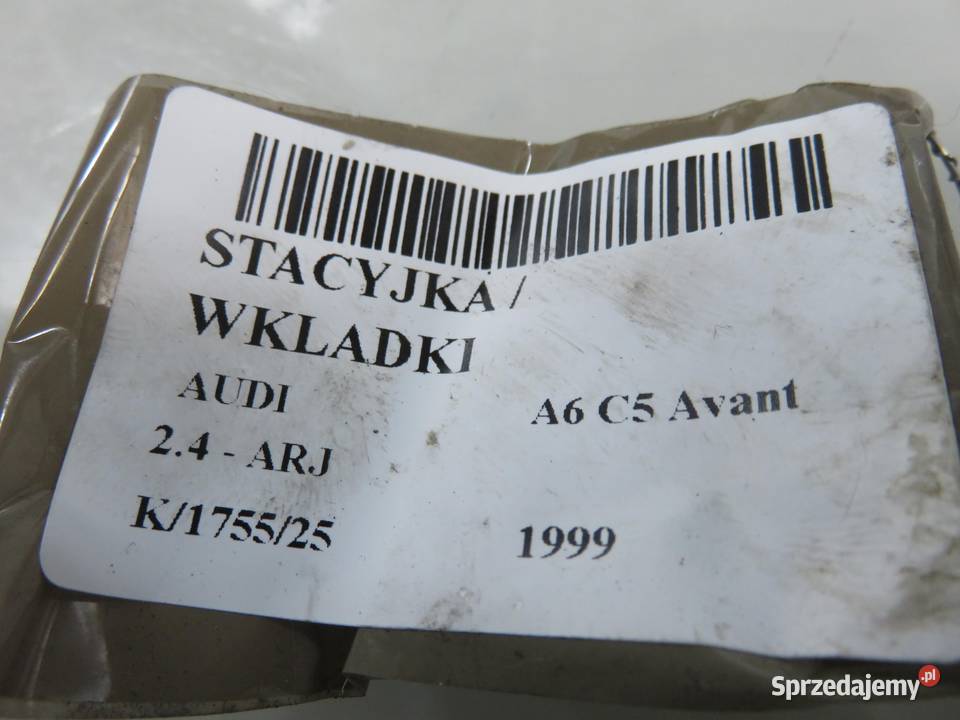 STACYJKA /
WKLADKI
AUDI A6 C5 Avant
2.4 - ARJ
K/1755/25 1999
Sprzedajemy.pl